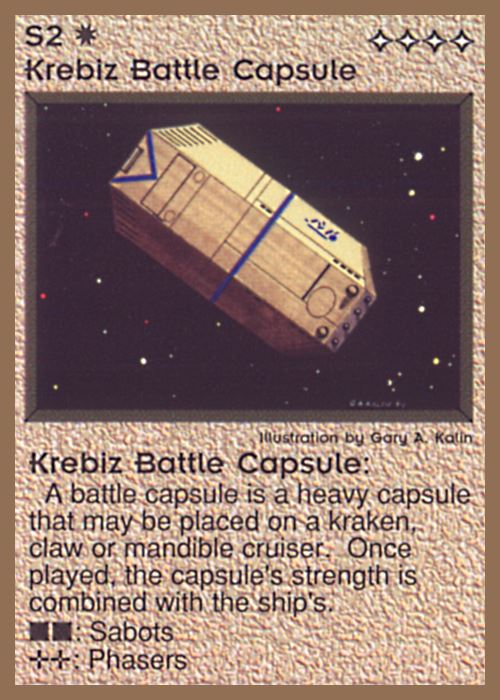 S2
Krebiz Battle Capsule
Illustration by Gary A. Kalin
Krebiz Battle Capsule:
A battle capsule is a heavy capsule
that may be placed on a kraken,
claw or mandible cruiser. Once
played, the capsule's strength is
combined with the ship's.
: Sabots
: Phasers